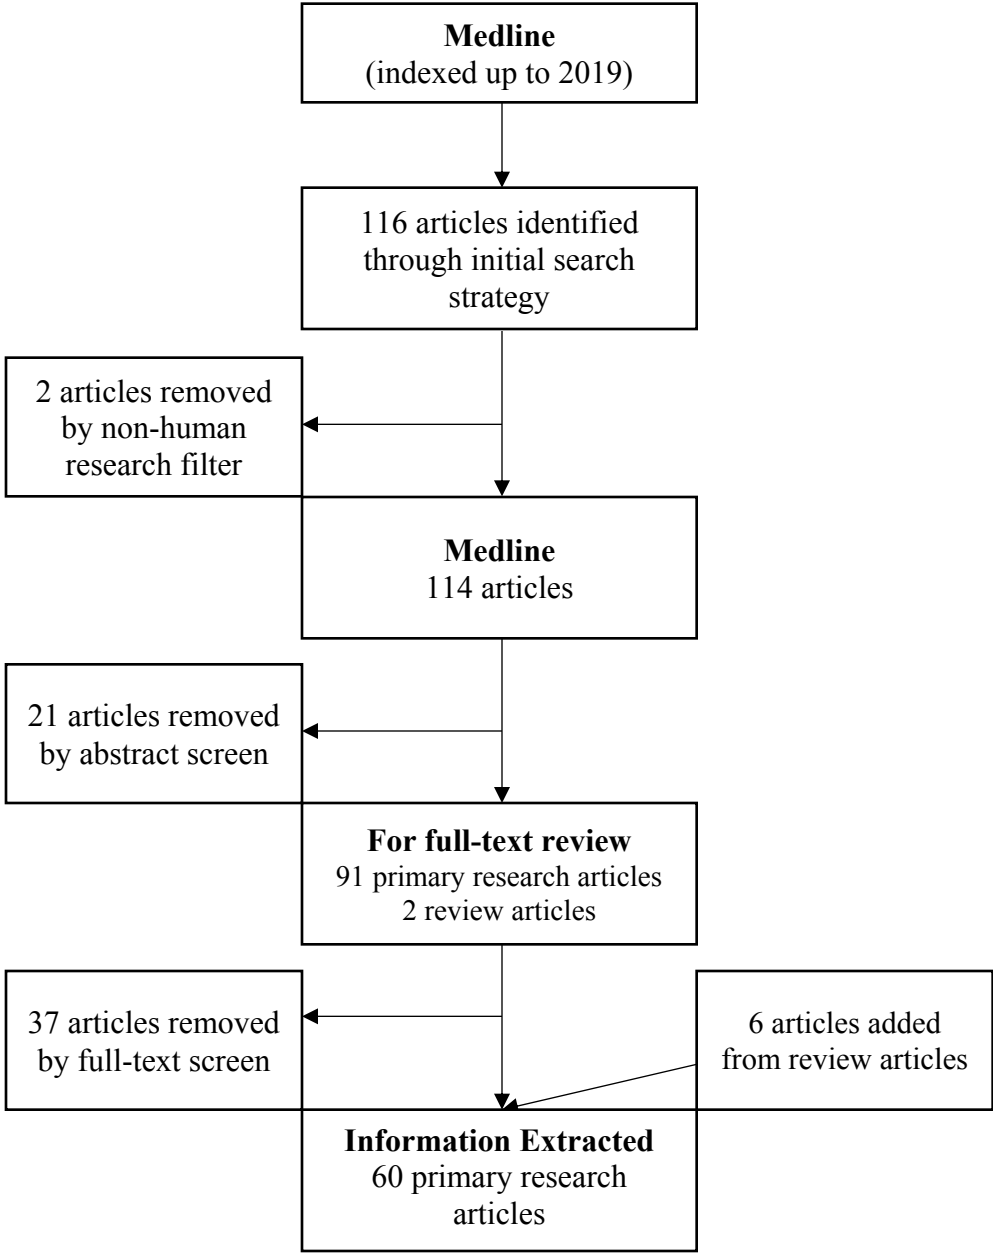 Medline
(indexed up to 2019)
116 articles identified
through initial search
strategy
2 articles removed
by non-human
research filter
Medline
114 articles
21 articles removed
by abstract screen
For full-text review
91 primary research articles
2 review articles
37 articles removed
by full-text screen
6 articles added
from review articles
Information Extracted
60 primary research
articles